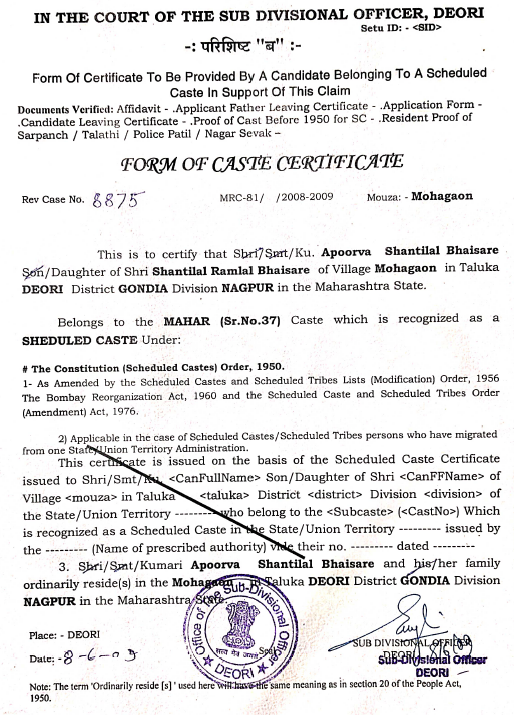 IN THE COURT OF THE SUB DIVISIONAL OFFICER, DEORI
Setu ID: - <SID>
-: परिशिष्ट "ब" :-
Form Of Certificate To Be Provided By A Candidate Belonging To A Scheduled
Caste In Support Of This Claim
Documents Verified: Affidavit - .Applicant Father Leaving Certificate - .Application Form -
.Candidate Leaving Certificate - .Proof of Cast Before 1950 for SC - .Resident Proof of
Sarpanch / Talathi / Police Patil / Nagar Sevak –
FORM OF CASTE CERTIFICATE
Rev Case No. 8875 MRC-81/ /2008-2009 Mouza: - Mohagaon
This is to certify that Shri/Smt/Ku. Apoorva Shantilal Bhaisare
Son/Daughter of Shri Shantilal Ramlal Bhaisare of Village Mohagaon in Taluka
DEORI District GONDIA Division NAGPUR in the Maharashtra State.
Belongs to the MAHAR (Sr.No.37) Caste which is recognized as a
SHEDULED CASTE Under:
# The Constitution (Scheduled Castes) Order, 1950.
1- As Amended by the Scheduled Castes and Scheduled Tribes Lists (Modification) Order, 1956
The Bombay Reorganization Act, 1960 and the Scheduled Caste and Scheduled Tribes Order
(Amendment) Act, 1976.
2) Applicable in the case of Scheduled Castes/Scheduled Tribes persons who have migrated
from one State/Union Territory Administration.
This certificate is issued on the basis of the Scheduled Caste Certificate
issued to Shri/Smt/Ku. <CanFullName> Son/Daughter of Shri <CanFFName> of
Village <mouza> in Taluka <taluka> District <district> Division <division> of
the State/Union Territory --------- who belong to the <Subcaste> (<CastNo>) Which
is recognized as a Scheduled Caste in the State/Union Territory --------- issued by
the --------- (Name of prescribed authority) vide their no. --------- dated ---------
3. Shri/Smt/Kumari Apoorva Shantilal Bhaisare and his/her family
ordinarily reside(s) in the Mohagaon in Taluka DEORI District GONDIA Division
NAGPUR in the Maharashtra State.
Office of the Sub-Divisional Officer
सत्यमेव जयते
DEORI
Seal
Place: - DEORI
Date: -8-6-09
SUB DIVISIONAL OFFICER
DEORI
Sub-Divisional Officer
DEORI
Note: The term 'Ordinarily reside [s] ' used here will have the same meaning as in section 20 of the People Act,
1950.